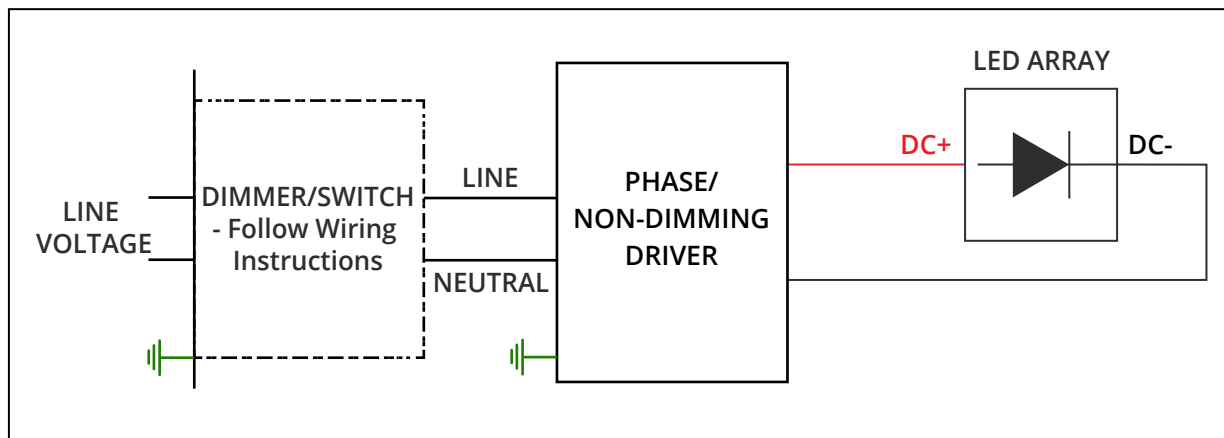 LED ARRAY
LINE
VOLTAGE
DIMMER/SWITCH
- Follow Wiring
Instructions
LINE
NEUTRAL
PHASE/
NON-DIMMING
DRIVER
DC+
DC-